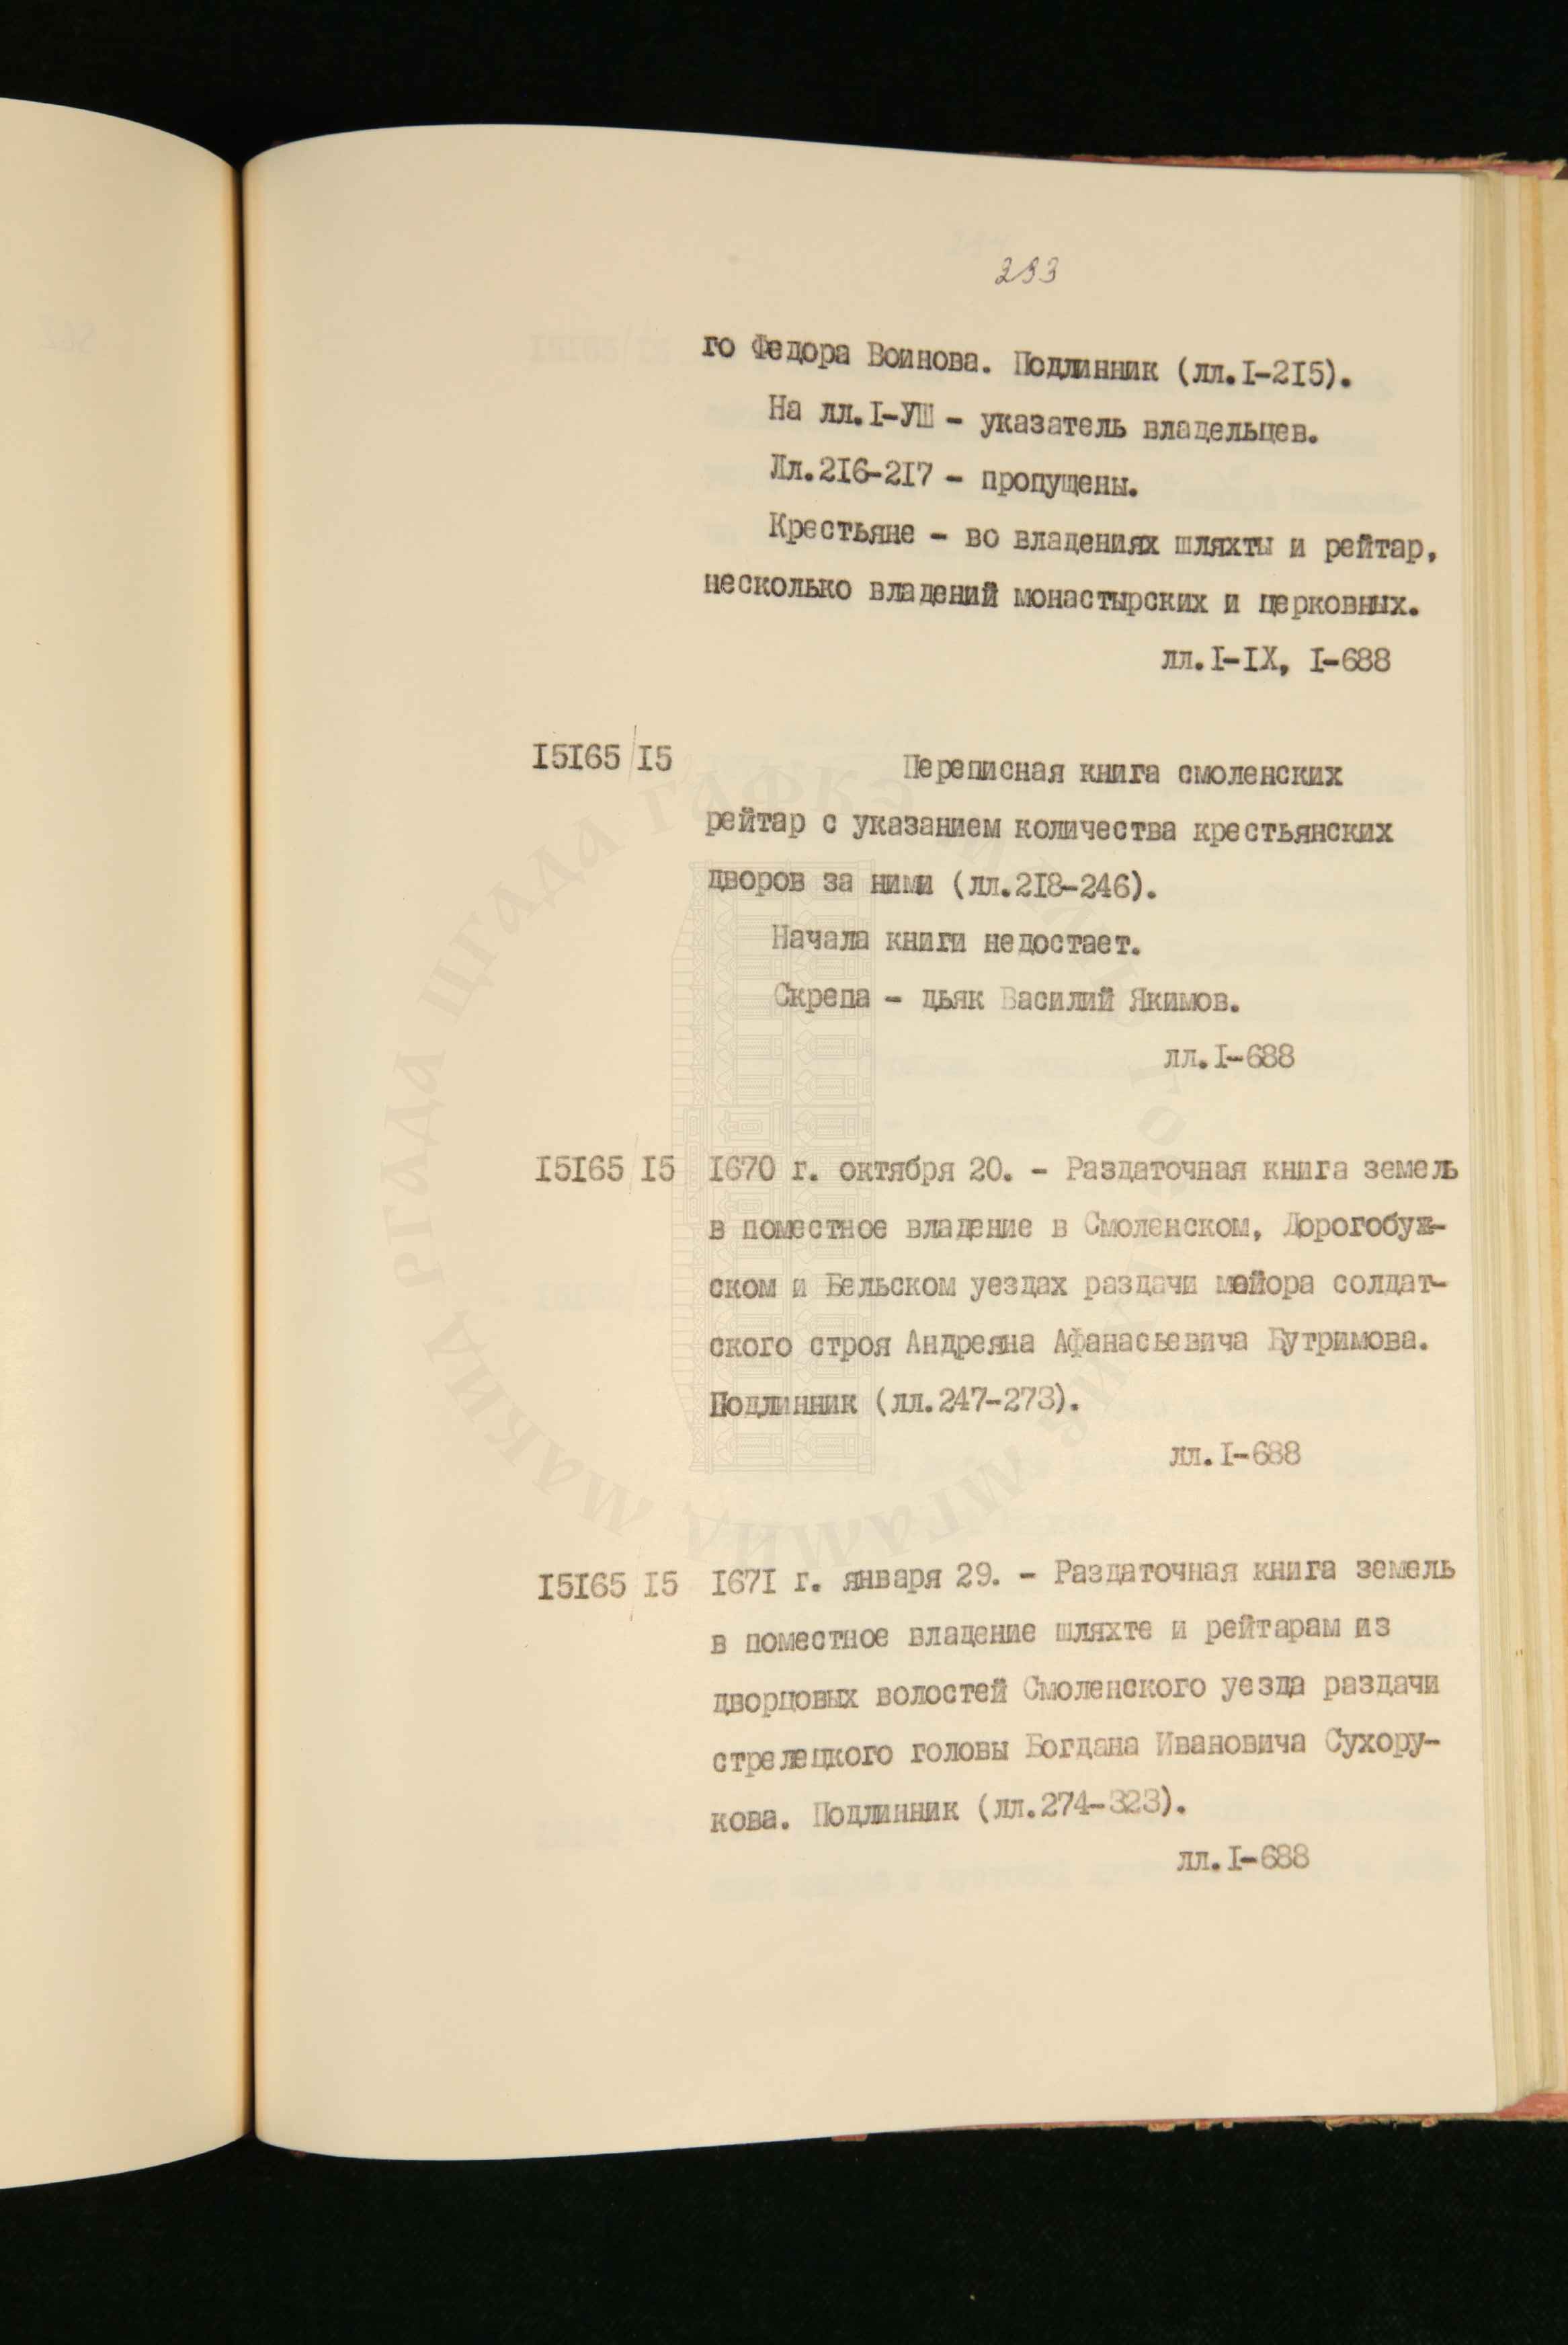 293
го Федора Воинова. Подлинник (лл.I-2I5).
На лл.I-УШ - указатель владельцев.
Лл.2I6-2I7 - пропущены.
Крестьяне - во владениях шляхты и рейтар,
несколько владений монастырских и церковных.
лл.I-IX, I-688
I5I65 I5 Переписная книга смоленских
рейтар с указанием количества крестьянских
дворов за ними (лл.2I8-246).
Начала книги недостает.
Скрепа - дьяк Василий Якимов.
лл.I-688
I5I65 I5 I670 г. октября 20. - Раздаточная книга земель
в поместное владение в Смоленском, Дорогобуж-
ском и Бельском уездах раздачи майора солдат-
ского строя Андреяна Афанасьевича Бутримова.
Подлинник (лл.247-273).
лл.I-688
I5I65 I5 I67I г. января 29. - Раздаточная книга земель
в поместное владение шляхте и рейтарам из
дворцовых волостей Смоленского уезда раздачи
стрелецкого головы Богдана Ивановича Сухору-
кова. Подлинник (лл.274-323).
лл.I-688